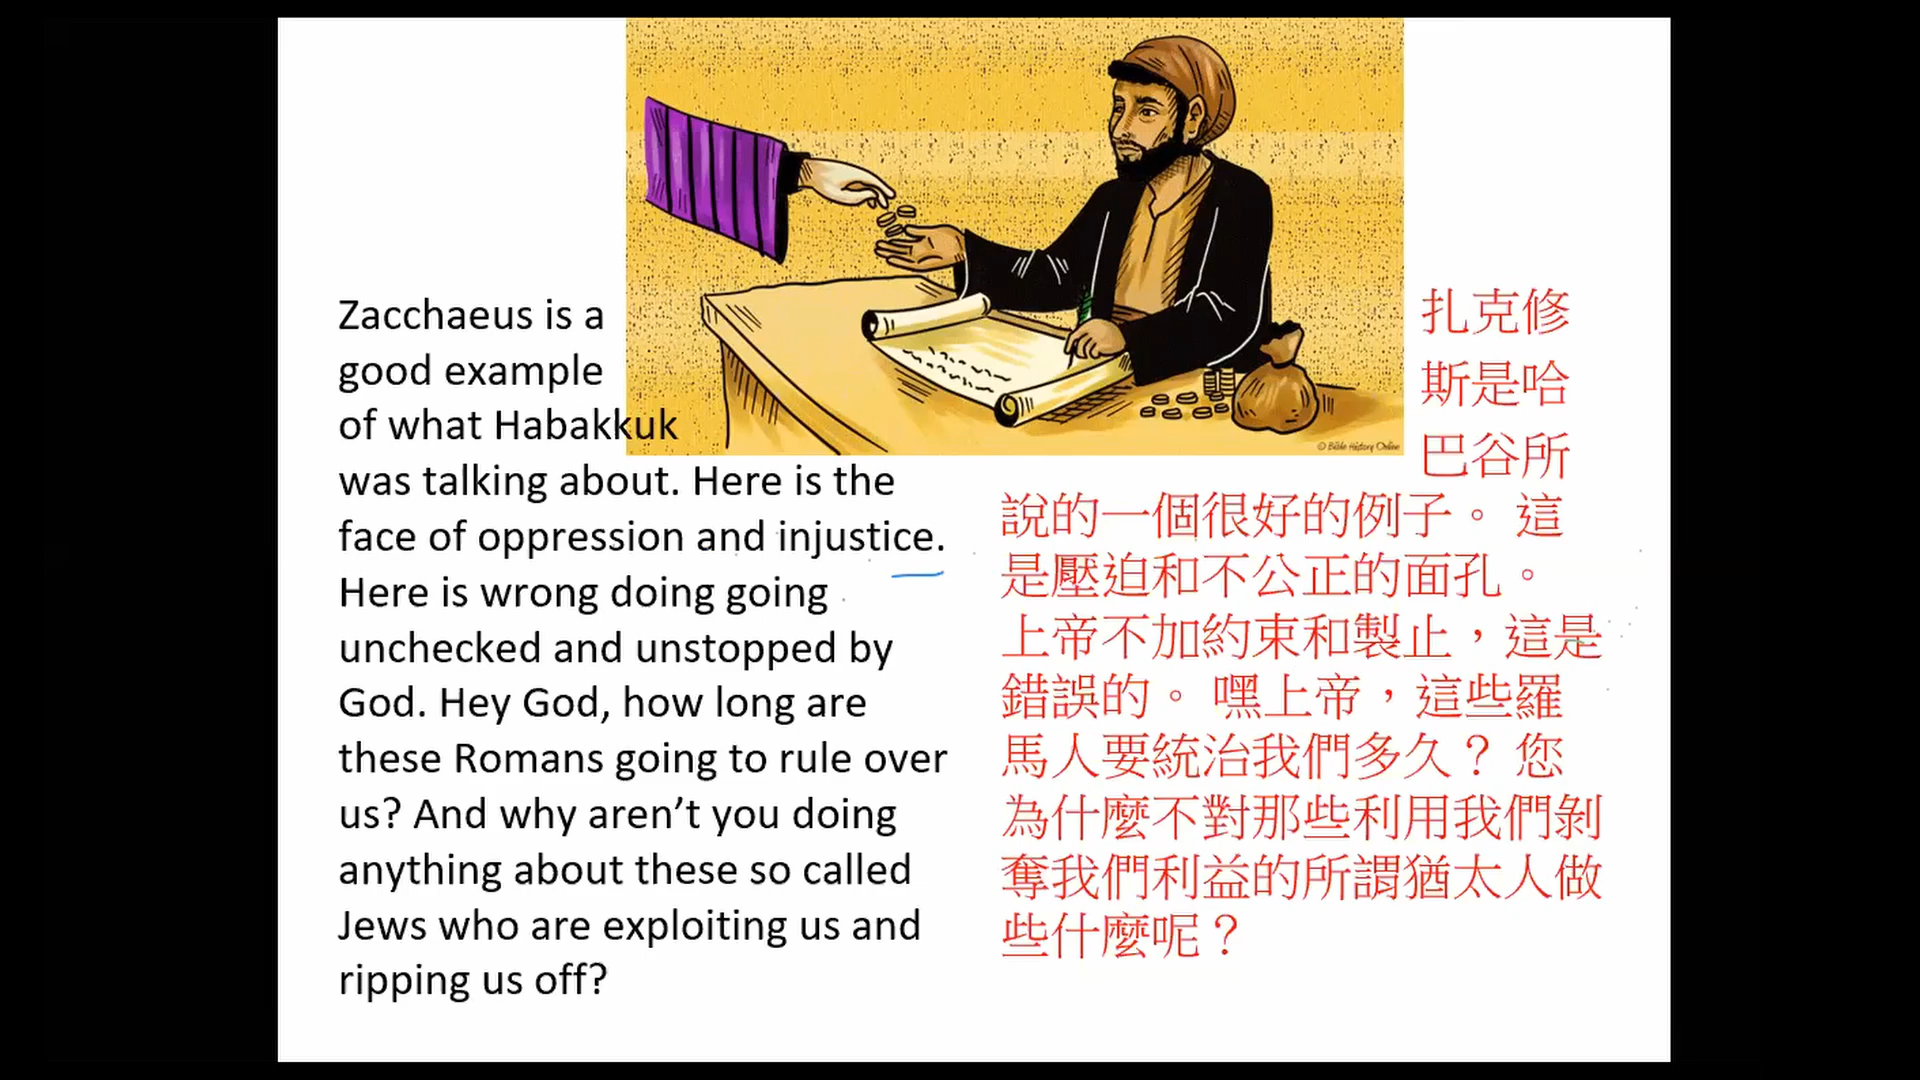 Zacchaeus is a
good example
of what Habakkuk
was talking about. Here is the
face of oppression and injustice.
Here is wrong doing going
unchecked and unstopped by
God. Hey God, how long are
these Romans going to rule over
us? And why aren’t you doing
anything about these so called
Jews who are exploiting us and
ripping us off?
© Bible History Online
扎克修
斯是哈
巴谷所
說的一個很好的例子。 這
是壓迫和不公正的面孔。
上帝不加約束和製止，這是
錯誤的。 嘿上帝，這些羅
馬人要統治我們多久？ 您
為什麼不對那些利用我們剝
奪我們利益的所謂猶太人做
些什麼呢？